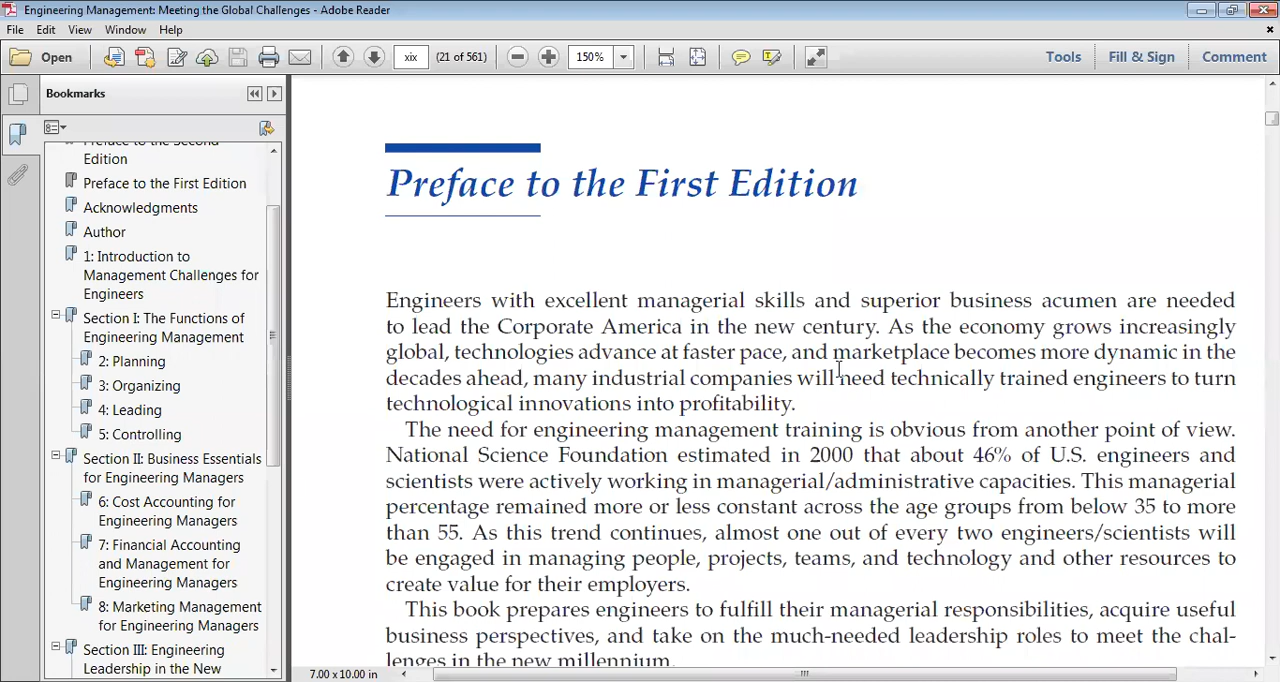 Engineering Management: Meeting the Global Challenges - Adobe Reader
File Edit View Window Help
Open
xix (21 of 561) 150% Tools Fill & Sign Comment
Bookmarks
Preface to the Second
Edition
Preface to the First Edition
Acknowledgments
Author
1: Introduction to
Management Challenges for
Engineers
Section I: The Functions of
Engineering Management
2: Planning
3: Organizing
4: Leading
5: Controlling
Section II: Business Essentials
for Engineering Managers
6: Cost Accounting for
Engineering Managers
7: Financial Accounting
and Management for
Engineering Managers
8: Marketing Management
for Engineering Managers
Section III: Engineering
Leadership in the New
Preface to the First Edition
Engineers with excellent managerial skills and superior business acumen are needed
to lead the Corporate America in the new century. As the economy grows increasingly
global, technologies advance at faster pace, and marketplace becomes more dynamic in the
decades ahead, many industrial companies will need technically trained engineers to turn
technological innovations into profitability.
The need for engineering management training is obvious from another point of view.
National Science Foundation estimated in 2000 that about 46% of U.S. engineers and
scientists were actively working in managerial/administrative capacities. This managerial
percentage remained more or less constant across the age groups from below 35 to more
than 55. As this trend continues, almost one out of every two engineers/scientists will
be engaged in managing people, projects, teams, and technology and other resources to
create value for their employers.
This book prepares engineers to fulfill their managerial responsibilities, acquire useful
business perspectives, and take on the much-needed leadership roles to meet the chal-
lenges in the new millennium.
7.00 x 10.00 in